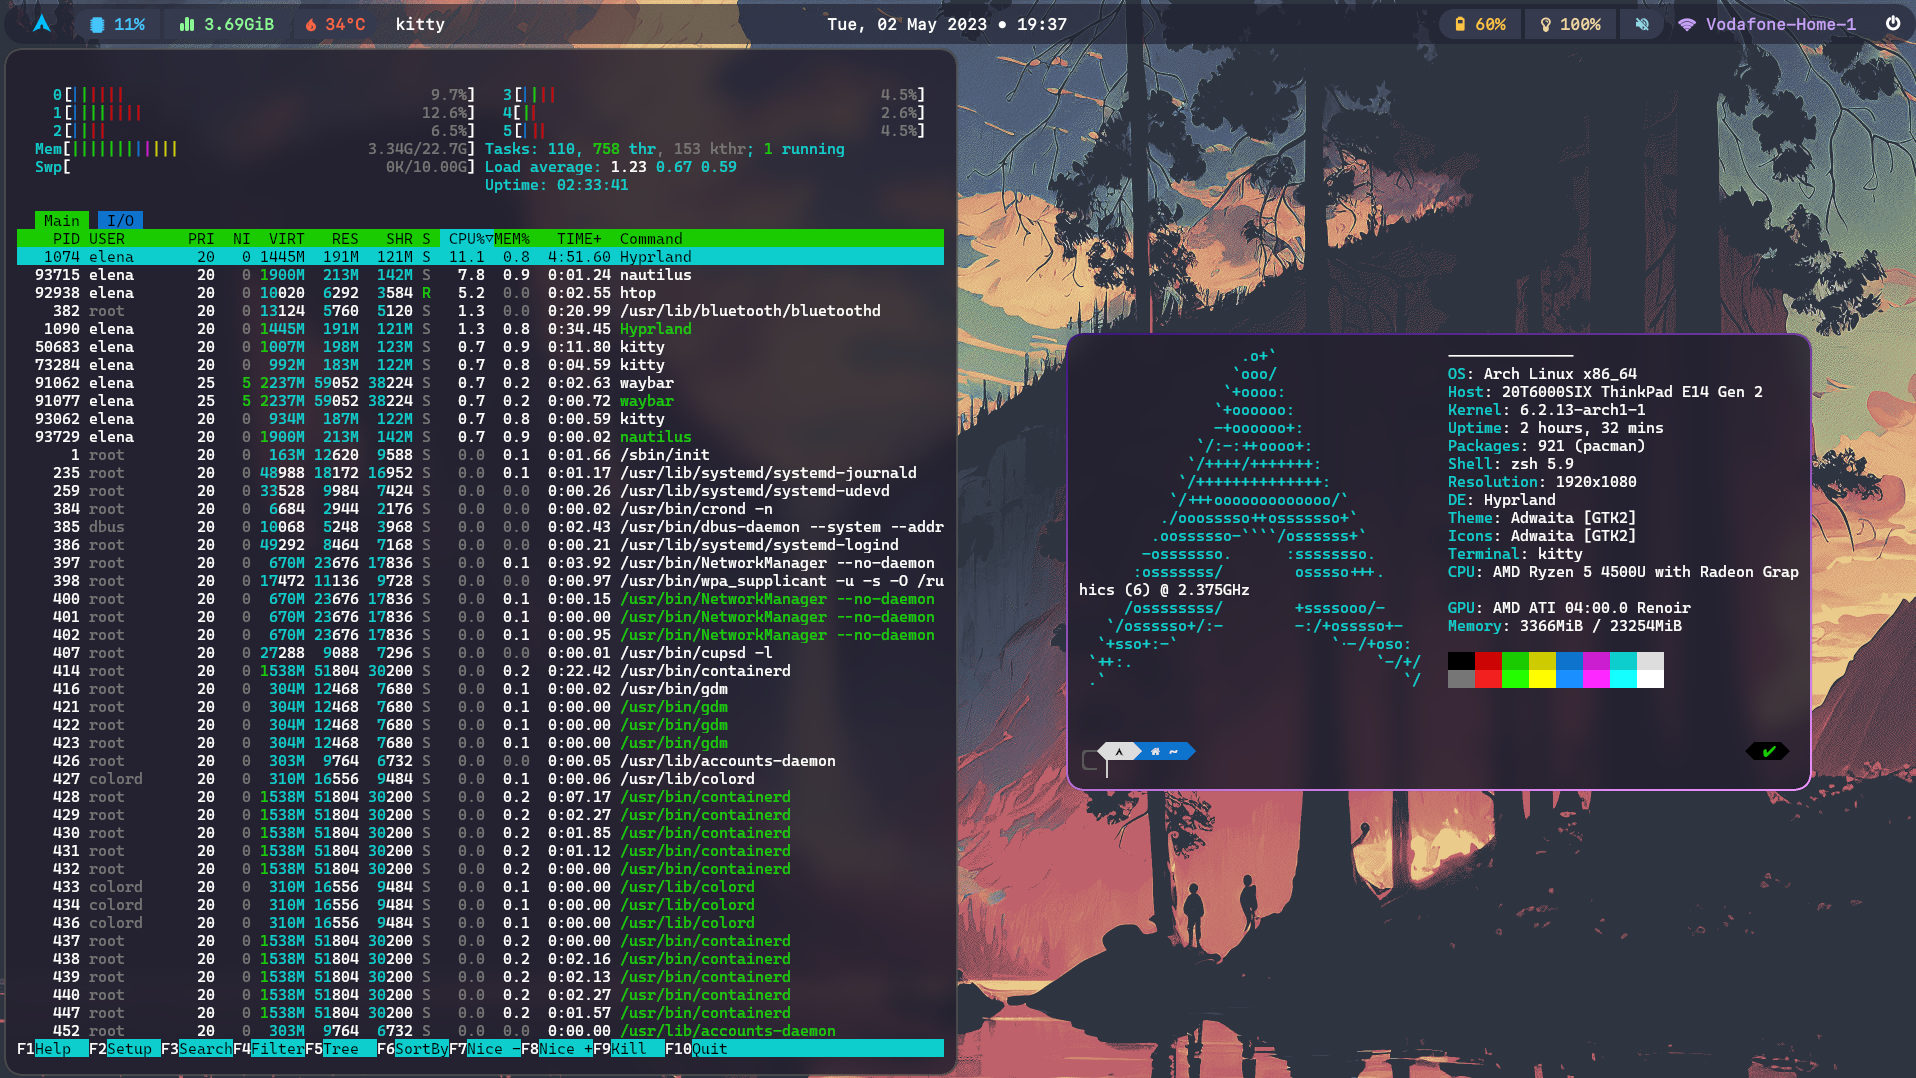 11% 3.69GiB 34°C kitty Tue, 02 May 2023 • 19:37 60% 100% Vodafone-Home-1
0[|||||| 9.7%] 3[|||| 4.5%]
1[|||||||| 12.6%] 4[|| 2.6%]
2[|||| 6.5%] 5[||| 4.5%]
Mem[|||||||||||| 3.34G/22.7G] Tasks: 110, 758 thr, 153 kthr; 1 running
Swp[ 0K/10.00G] Load average: 1.23 0.67 0.59
Uptime: 02:33:41
Main I/O
PID USER PRI NI VIRT RES SHR S CPU%▽MEM% TIME+ Command
1074 elena 20 0 1445M 191M 121M S 11.1 0.8 4:51.60 Hyprland
93715 elena 20 0 1900M 213M 142M S 7.8 0.9 0:01.24 nautilus
92938 elena 20 0 10020 6292 3584 R 5.2 0.0 0:02.55 htop
382 root 20 0 13124 5760 5120 S 1.3 0.0 0:20.99 /usr/lib/bluetooth/bluetoothd
1090 elena 20 0 1445M 191M 121M S 1.3 0.8 0:34.45 Hyprland
50683 elena 20 0 1007M 198M 123M S 0.7 0.9 0:11.80 kitty
73284 elena 20 0 992M 183M 122M S 0.7 0.8 0:04.59 kitty
91062 elena 25 5 2237M 59052 38224 S 0.7 0.2 0:02.63 waybar
91077 elena 25 5 2237M 59052 38224 S 0.7 0.2 0:00.72 waybar
93062 elena 20 0 934M 187M 122M S 0.7 0.8 0:00.59 kitty
93729 elena 20 0 1900M 213M 142M S 0.7 0.9 0:00.02 nautilus
1 root 20 0 163M 12620 9588 S 0.0 0.1 0:01.66 /sbin/init
235 root 20 0 48988 18172 16952 S 0.0 0.1 0:01.17 /usr/lib/systemd/systemd-journald
259 root 20 0 33528 9984 7424 S 0.0 0.0 0:00.26 /usr/lib/systemd/systemd-udevd
384 root 20 0 6684 2944 2176 S 0.0 0.0 0:00.02 /usr/bin/crond -n
385 dbus 20 0 10068 5248 3968 S 0.0 0.0 0:02.43 /usr/bin/dbus-daemon --system --addr
386 root 20 0 49292 8464 7168 S 0.0 0.0 0:00.21 /usr/lib/systemd/systemd-logind
397 root 20 0 670M 23676 17836 S 0.0 0.1 0:03.92 /usr/bin/NetworkManager --no-daemon
398 root 20 0 17472 11136 9728 S 0.0 0.0 0:00.97 /usr/bin/wpa_supplicant -u -s -O /ru
400 root 20 0 670M 23676 17836 S 0.0 0.1 0:00.15 /usr/bin/NetworkManager --no-daemon
401 root 20 0 670M 23676 17836 S 0.0 0.1 0:00.00 /usr/bin/NetworkManager --no-daemon
402 root 20 0 670M 23676 17836 S 0.0 0.1 0:00.95 /usr/bin/NetworkManager --no-daemon
407 root 20 0 27288 9088 7296 S 0.0 0.0 0:00.01 /usr/bin/cupsd -l
414 root 20 0 1538M 51804 30200 S 0.0 0.2 0:22.42 /usr/bin/containerd
416 root 20 0 304M 12468 7680 S 0.0 0.1 0:00.02 /usr/bin/gdm
421 root 20 0 304M 12468 7680 S 0.0 0.1 0:00.00 /usr/bin/gdm
422 root 20 0 304M 12468 7680 S 0.0 0.1 0:00.00 /usr/bin/gdm
423 root 20 0 304M 12468 7680 S 0.0 0.1 0:00.00 /usr/bin/gdm
426 root 20 0 303M 9764 6732 S 0.0 0.0 0:00.05 /usr/lib/accounts-daemon
427 colord 20 0 310M 16556 9484 S 0.0 0.1 0:00.06 /usr/lib/colord
428 root 20 0 1538M 51804 30200 S 0.0 0.2 0:07.17 /usr/bin/containerd
429 root 20 0 1538M 51804 30200 S 0.0 0.2 0:02.27 /usr/bin/containerd
430 root 20 0 1538M 51804 30200 S 0.0 0.2 0:01.85 /usr/bin/containerd
431 root 20 0 1538M 51804 30200 S 0.0 0.2 0:01.12 /usr/bin/containerd
432 root 20 0 1538M 51804 30200 S 0.0 0.2 0:00.00 /usr/bin/containerd
433 colord 20 0 310M 16556 9484 S 0.0 0.1 0:00.00 /usr/lib/colord
434 colord 20 0 310M 16556 9484 S 0.0 0.1 0:00.00 /usr/lib/colord
436 colord 20 0 310M 16556 9484 S 0.0 0.1 0:00.00 /usr/lib/colord
437 root 20 0 1538M 51804 30200 S 0.0 0.2 0:00.00 /usr/bin/containerd
438 root 20 0 1538M 51804 30200 S 0.0 0.2 0:02.16 /usr/bin/containerd
439 root 20 0 1538M 51804 30200 S 0.0 0.2 0:02.13 /usr/bin/containerd
440 root 20 0 1538M 51804 30200 S 0.0 0.2 0:02.27 /usr/bin/containerd
447 root 20 0 1538M 51804 30200 S 0.0 0.2 0:01.57 /usr/bin/containerd
452 root 20 0 303M 9764 6732 S 0.0 0.0 0:00.00 /usr/lib/accounts-daemon
F1Help F2Setup F3SearchF4FilterF5Tree F6SortByF7Nice -F8Nice +F9Kill F10Quit
OS: Arch Linux x86_64
Host: 20T6000SIX ThinkPad E14 Gen 2
Kernel: 6.2.13-arch1-1
Uptime: 2 hours, 32 mins
Packages: 921 (pacman)
Shell: zsh 5.9
Resolution: 1920x1080
DE: Hyprland
Theme: Adwaita [GTK2]
Icons: Adwaita [GTK2]
Terminal: kitty
CPU: AMD Ryzen 5 4500U with Radeon Grap
hics (6) @ 2.375GHz
GPU: AMD ATI 04:00.0 Renoir
Memory: 3366MiB / 23254MiB
~ ✔